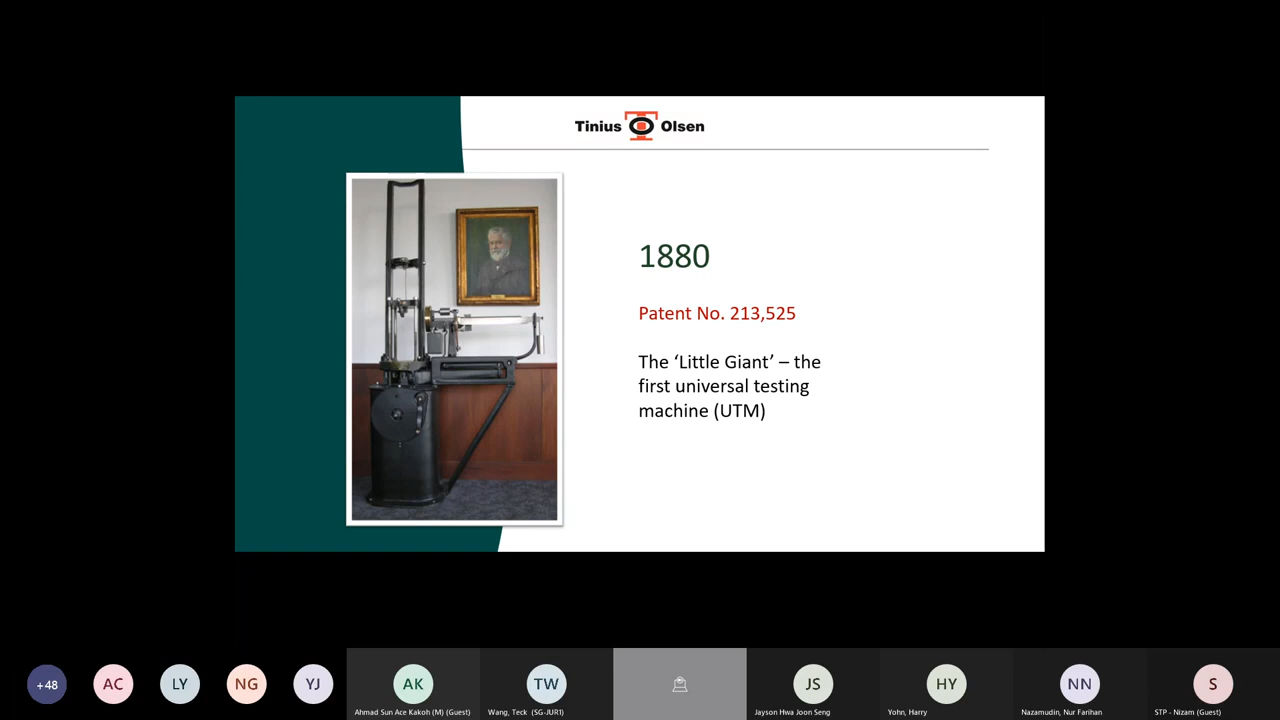 Tinius Olsen
1880
Patent No. 213,525
The ‘Little Giant’ – the
first universal testing
machine (UTM)
+48
AC
LY
NG
YJ
AK
TW
JS
HY
NN
S
Ahmad Sun Ace Kakoh (M) (Guest)
Wang, Teck (SG-JUR1)
Jayson Hwa Joon Seng
Yohn, Harry
Nazamudin, Nur Farihan
STP - Nizam (Guest)